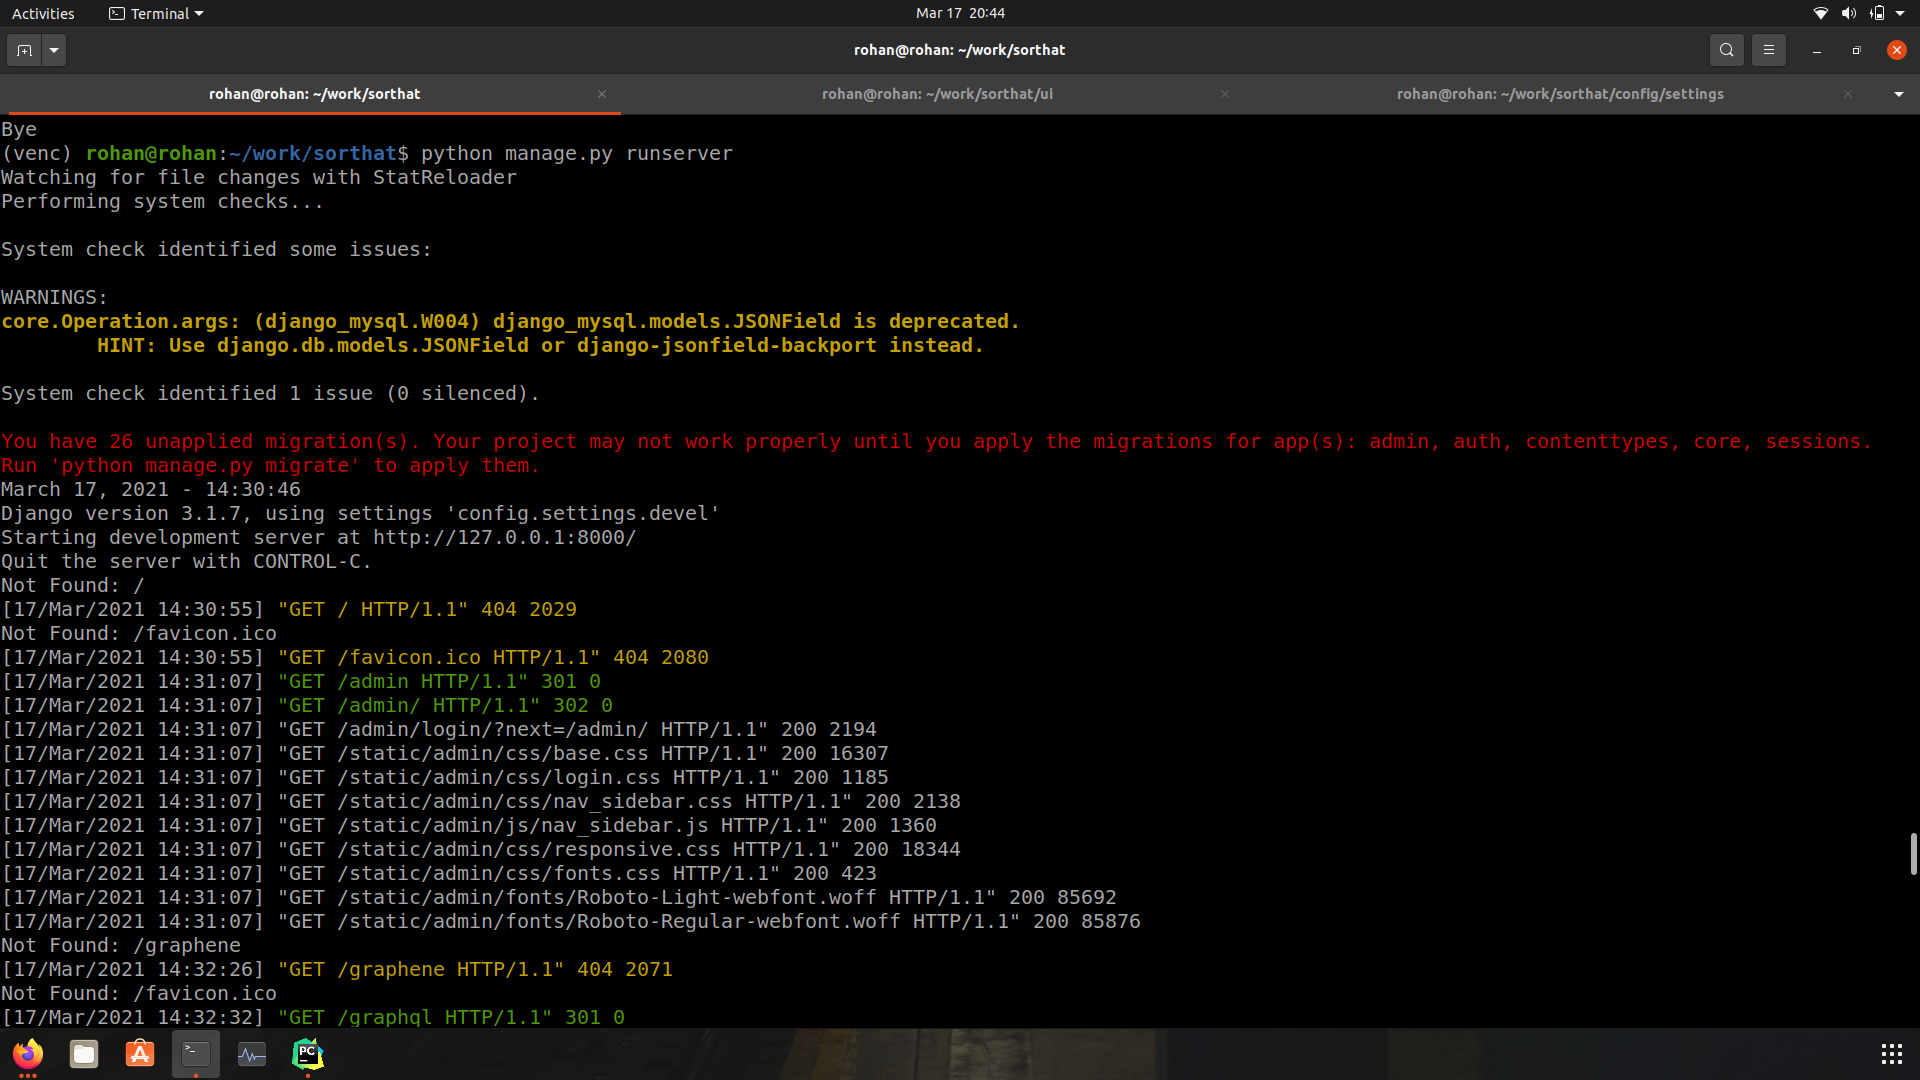 Activities
Terminal
Mar 17 20:44
rohan@rohan: ~/work/sorthat
rohan@rohan: ~/work/sorthat
rohan@rohan: ~/work/sorthat/ui
rohan@rohan: ~/work/sorthat/config/settings
Bye
(venc) rohan@rohan:~/work/sorthat$ python manage.py runserver
Watching for file changes with StatReloader
Performing system checks...
System check identified some issues:
WARNINGS:
core.Operation.args: (django_mysql.W004) django_mysql.models.JSONField is deprecated.
HINT: Use django.db.models.JSONField or django-jsonfield-backport instead.
System check identified 1 issue (0 silenced).
You have 26 unapplied migration(s). Your project may not work properly until you apply the migrations for app(s): admin, auth, contenttypes, core, sessions.
Run 'python manage.py migrate' to apply them.
March 17, 2021 - 14:30:46
Django version 3.1.7, using settings 'config.settings.devel'
Starting development server at http://127.0.0.1:8000/
Quit the server with CONTROL-C.
Not Found: /
[17/Mar/2021 14:30:55] "GET / HTTP/1.1" 404 2029
Not Found: /favicon.ico
[17/Mar/2021 14:30:55] "GET /favicon.ico HTTP/1.1" 404 2080
[17/Mar/2021 14:31:07] "GET /admin HTTP/1.1" 301 0
[17/Mar/2021 14:31:07] "GET /admin/ HTTP/1.1" 302 0
[17/Mar/2021 14:31:07] "GET /admin/login/?next=/admin/ HTTP/1.1" 200 2194
[17/Mar/2021 14:31:07] "GET /static/admin/css/base.css HTTP/1.1" 200 16307
[17/Mar/2021 14:31:07] "GET /static/admin/css/login.css HTTP/1.1" 200 1185
[17/Mar/2021 14:31:07] "GET /static/admin/css/nav_sidebar.css HTTP/1.1" 200 2138
[17/Mar/2021 14:31:07] "GET /static/admin/js/nav_sidebar.js HTTP/1.1" 200 1360
[17/Mar/2021 14:31:07] "GET /static/admin/css/responsive.css HTTP/1.1" 200 18344
[17/Mar/2021 14:31:07] "GET /static/admin/css/fonts.css HTTP/1.1" 200 423
[17/Mar/2021 14:31:07] "GET /static/admin/fonts/Roboto-Light-webfont.woff HTTP/1.1" 200 85692
[17/Mar/2021 14:31:07] "GET /static/admin/fonts/Roboto-Regular-webfont.woff HTTP/1.1" 200 85876
Not Found: /graphene
[17/Mar/2021 14:32:26] "GET /graphene HTTP/1.1" 404 2071
Not Found: /favicon.ico
[17/Mar/2021 14:32:32] "GET /graphql HTTP/1.1" 301 0
PC